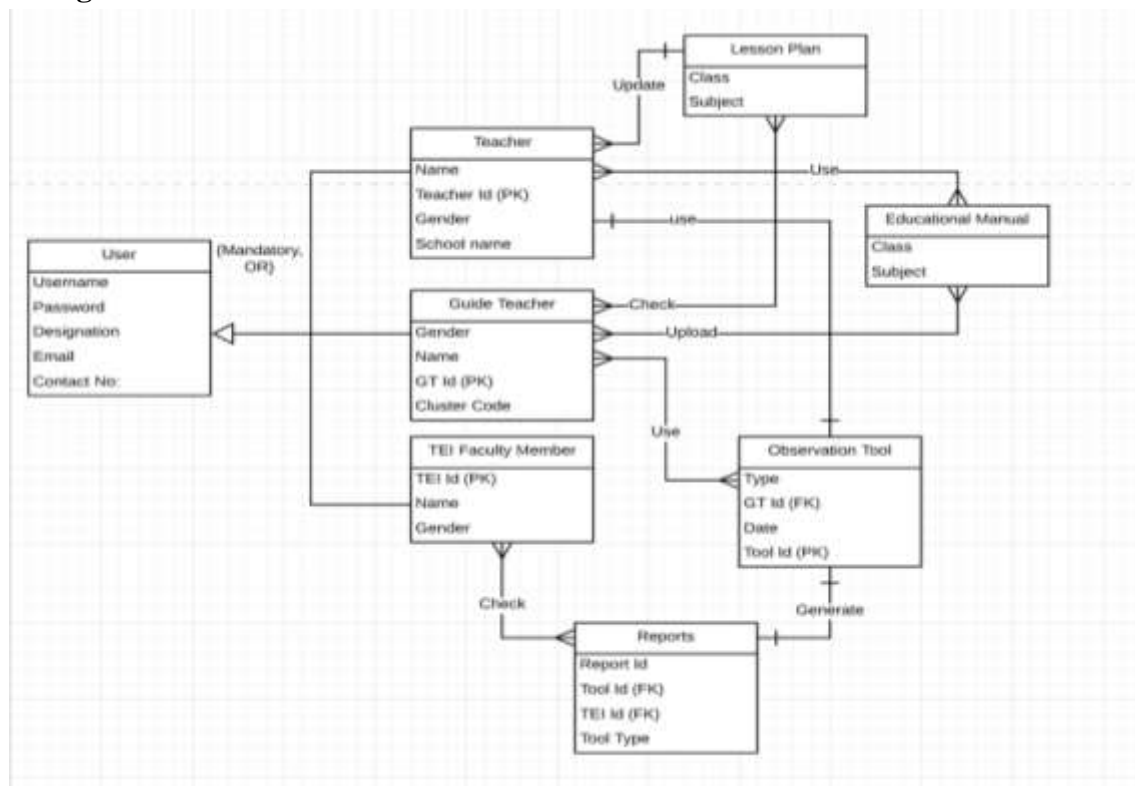 Lesson Plan
Class
Subject
Update
Teacher
Name
Teacher Id (PK)
Gender
School name
Use
use
Educational Manual
Class
Subject
User
Username
Password
Designation
Email
Contact No:
(Mandatory,
OR)
Guide Teacher
Gender
Name
GT Id (PK)
Cluster Code
Check
Upload
Use
TEI Faculty Member
TEI Id (PK)
Name
Gender
Observation Tool
Type
GT Id (FK)
Date
Tool Id (PK)
Check
Generate
Reports
Report Id
Tool Id (FK)
TEI Id (FK)
Tool Type